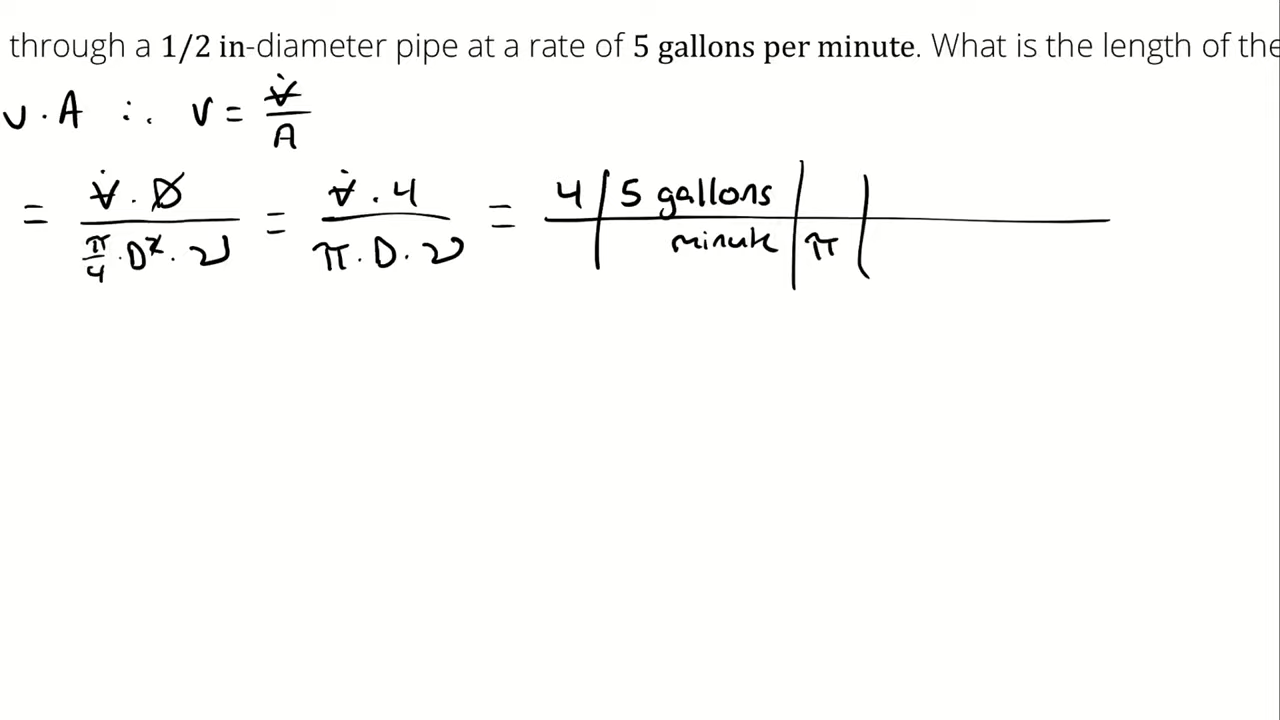 through a 1/2 in-diameter pipe at a rate of 5 gallons per minute. What is the length of the
v · A ∴ v = V̇ / A
= V̇ · D / (π/4 · D² · ν) = V̇ · 4 / (π · D · ν) = 4 | 5 gallons | | 
minute | π |